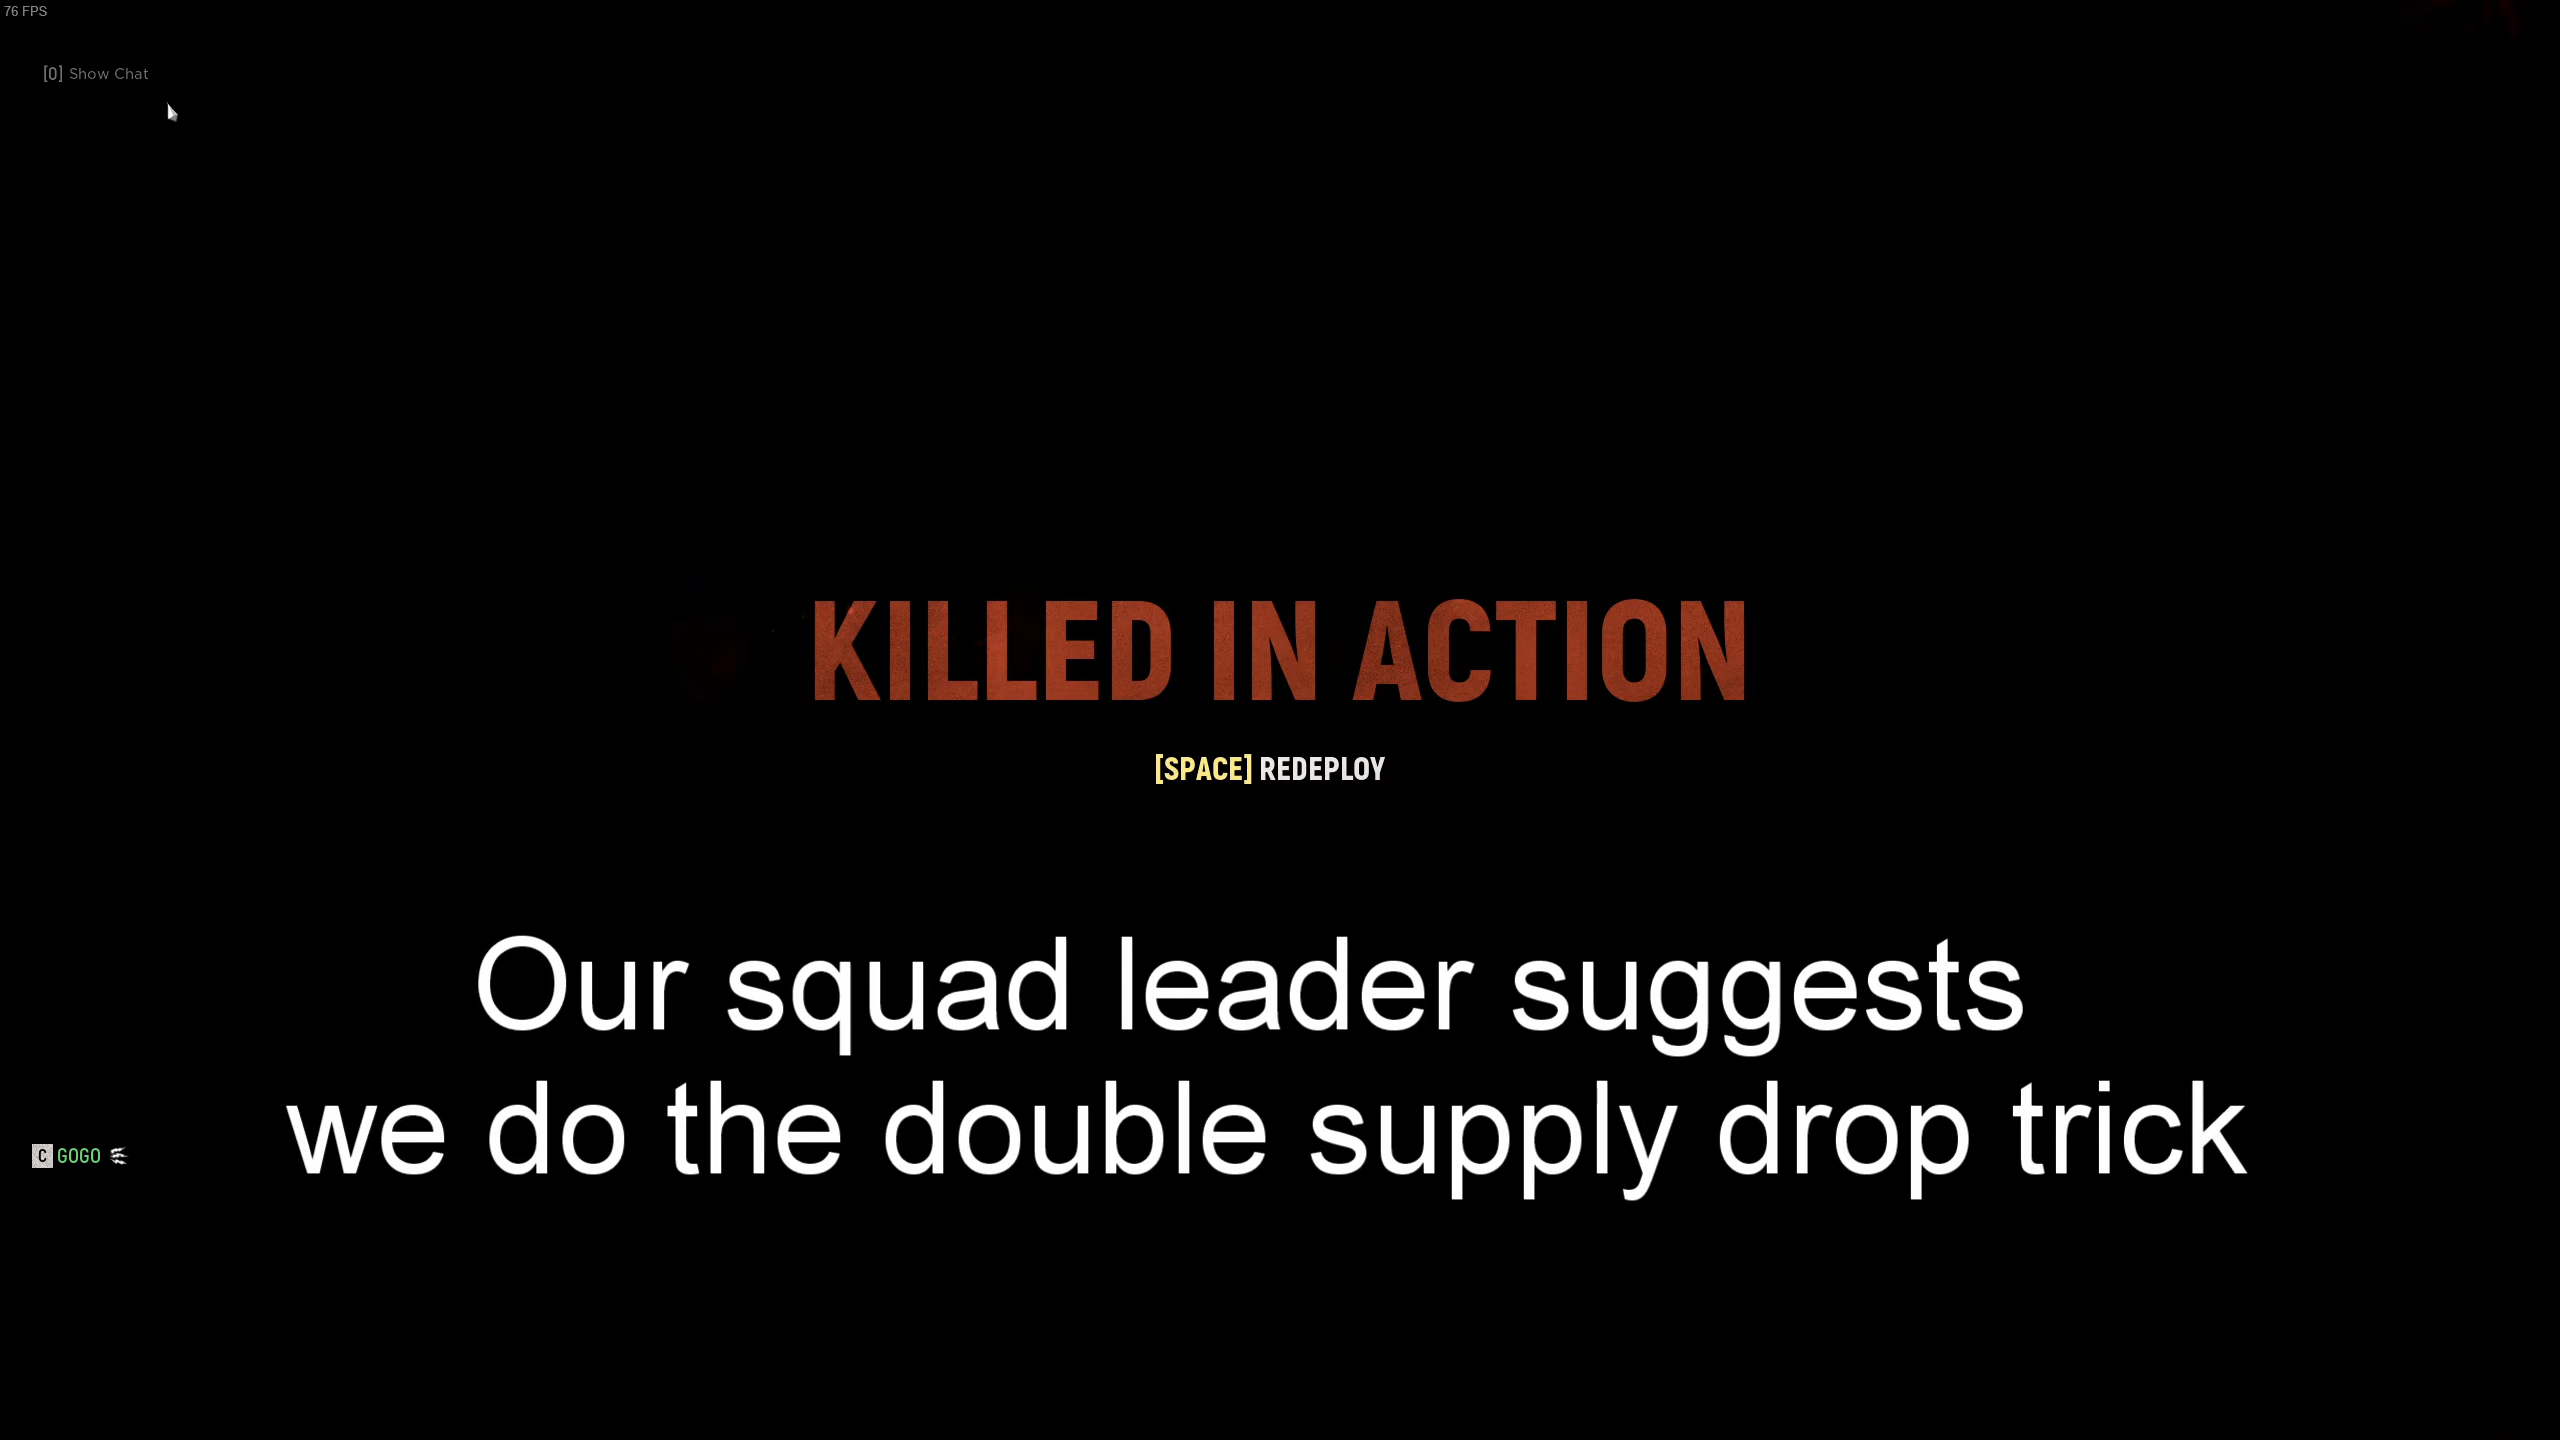 76 FPS
[0] Show Chat
KILLED IN ACTION
[SPACE] REDEPLOY
Our squad leader suggests
we do the double supply drop trick
C GOGO